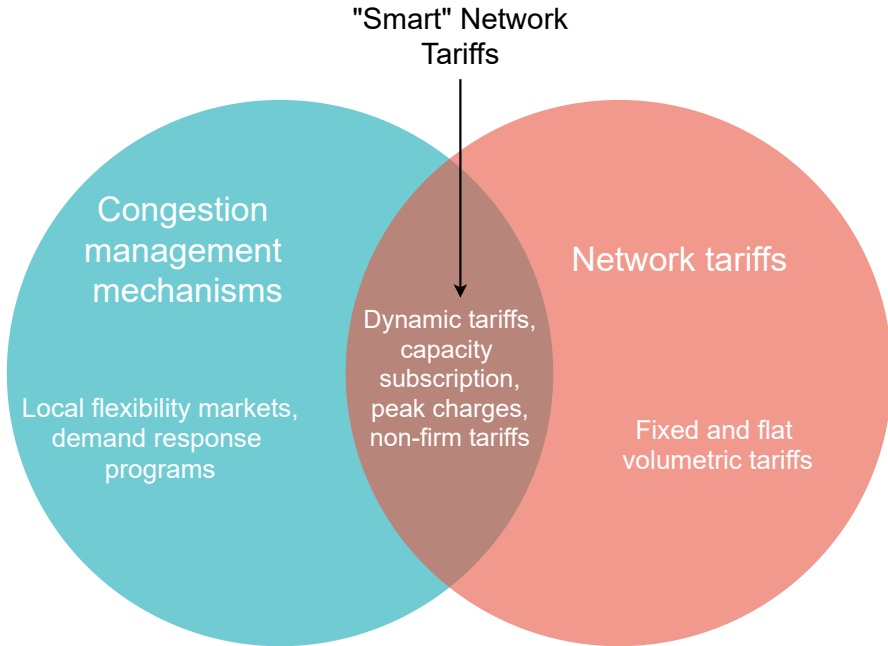 "Smart" Network
Tariffs
Congestion
management
mechanisms
Local flexibility markets,
demand response
programs
Dynamic tariffs,
capacity
subscription,
peak charges,
non-firm tariffs
Network tariffs
Fixed and flat
volumetric tariffs